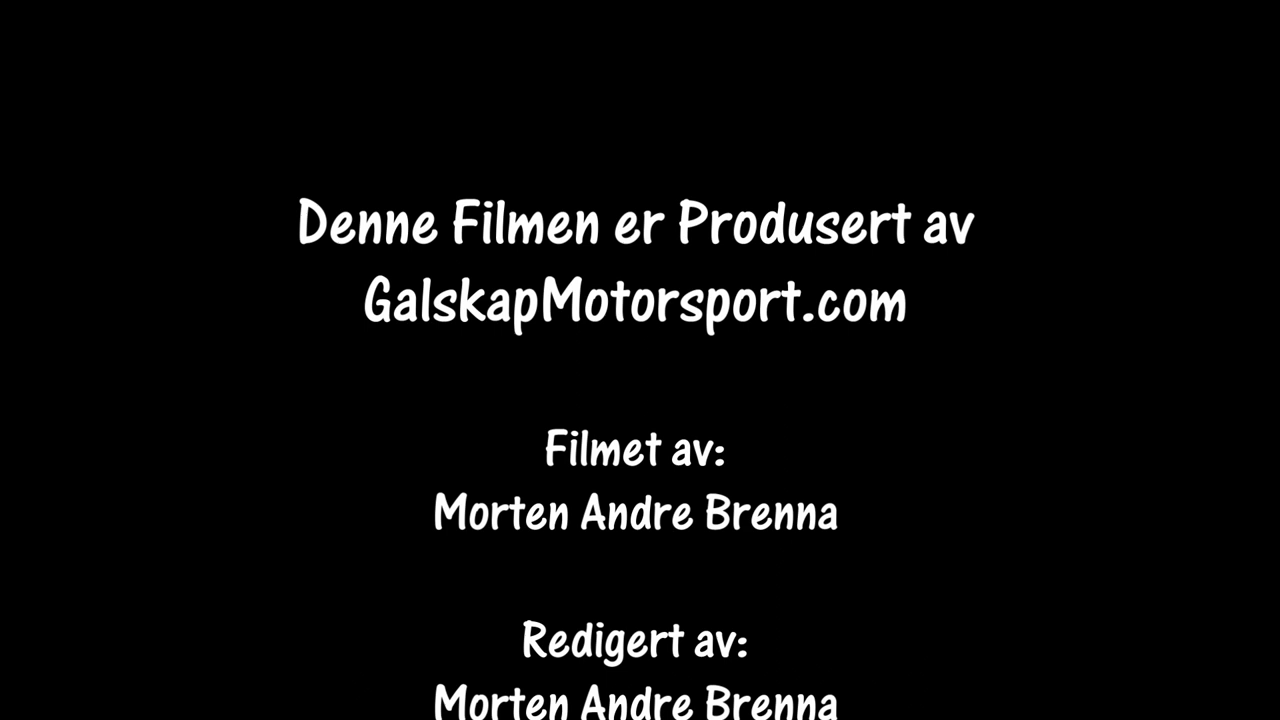 Denne Filmen er Produsert av
GalskapMotorsport.com
Filmet av:
Morten Andre Brenna
Redigert av:
Morten Andre Brenna